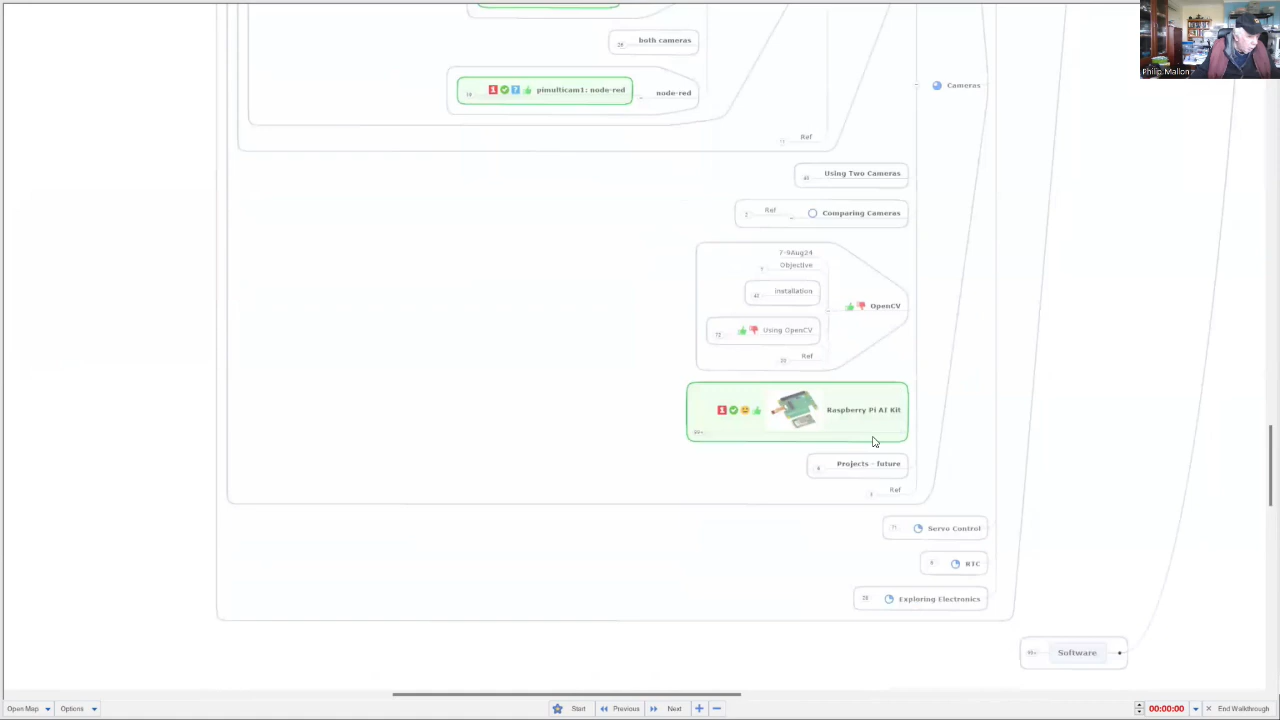 both cameras
pimulticam1: node-red
node-red
Cameras
Philip Mallon
Ref
Using Two Cameras
Ref
Comparing Cameras
7-9Aug24
Objective
installation
OpenCV
Using OpenCV
Ref
Raspberry Pi AI Kit
Projects - future
Ref
Servo Control
RTC
Exploring Electronics
Software
Open Map
Options
Start
Previous
Next
00:00:00
End Walkthrough